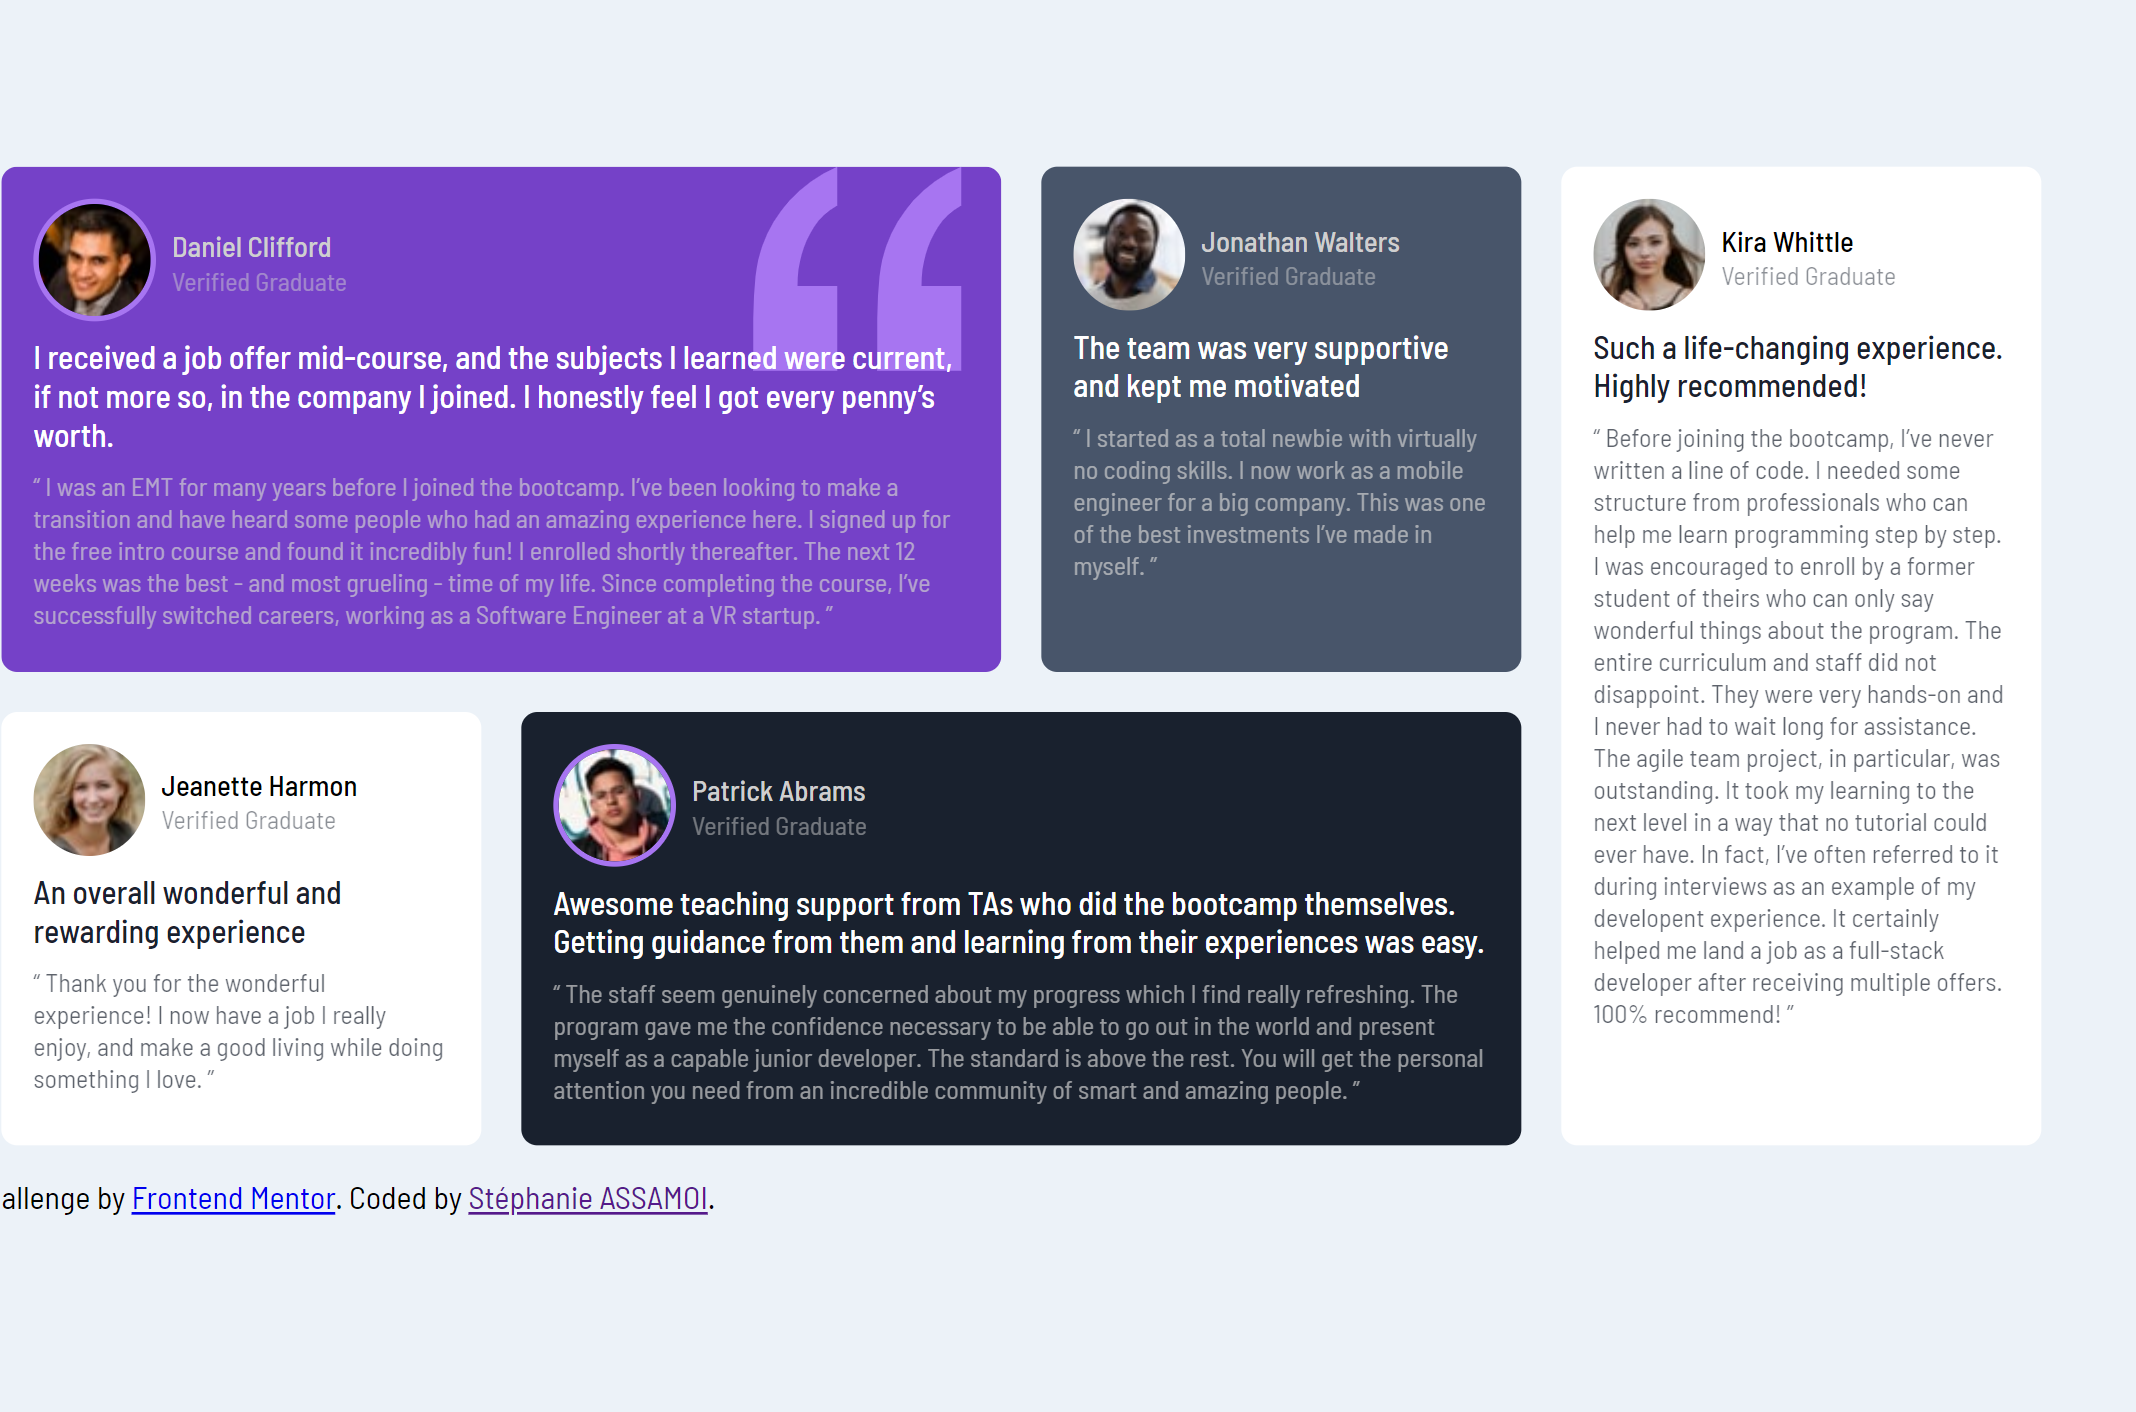 Daniel Clifford
Verified Graduate
I received a job offer mid-course, and the subjects I learned were current,
if not more so, in the company I joined. I honestly feel I got every penny’s
worth.
“ I was an EMT for many years before I joined the bootcamp. I’ve been looking to make a
transition and have heard some people who had an amazing experience here. I signed up for
the free intro course and found it incredibly fun! I enrolled shortly thereafter. The next 12
weeks was the best - and most grueling - time of my life. Since completing the course, I’ve
successfully switched careers, working as a Software Engineer at a VR startup. ”
Jonathan Walters
Verified Graduate
The team was very supportive
and kept me motivated
“ I started as a total newbie with virtually
no coding skills. I now work as a mobile
engineer for a big company. This was one
of the best investments I’ve made in
myself. ”
Kira Whittle
Verified Graduate
Such a life-changing experience.
Highly recommended!
“ Before joining the bootcamp, I’ve never
written a line of code. I needed some
structure from professionals who can
help me learn programming step by step.
I was encouraged to enroll by a former
student of theirs who can only say
wonderful things about the program. The
entire curriculum and staff did not
disappoint. They were very hands-on and
I never had to wait long for assistance.
The agile team project, in particular, was
outstanding. It took my learning to the
next level in a way that no tutorial could
ever have. In fact, I’ve often referred to it
during interviews as an example of my
developent experience. It certainly
helped me land a job as a full-stack
developer after receiving multiple offers.
100% recommend! ”
Jeanette Harmon
Verified Graduate
An overall wonderful and
rewarding experience
“ Thank you for the wonderful
experience! I now have a job I really
enjoy, and make a good living while doing
something I love. ”
Patrick Abrams
Verified Graduate
Awesome teaching support from TAs who did the bootcamp themselves.
Getting guidance from them and learning from their experiences was easy.
“ The staff seem genuinely concerned about my progress which I find really refreshing. The
program gave me the confidence necessary to be able to go out in the world and present
myself as a capable junior developer. The standard is above the rest. You will get the personal
attention you need from an incredible community of smart and amazing people. ”
allenge by Frontend Mentor. Coded by Stéphanie ASSAMOI.